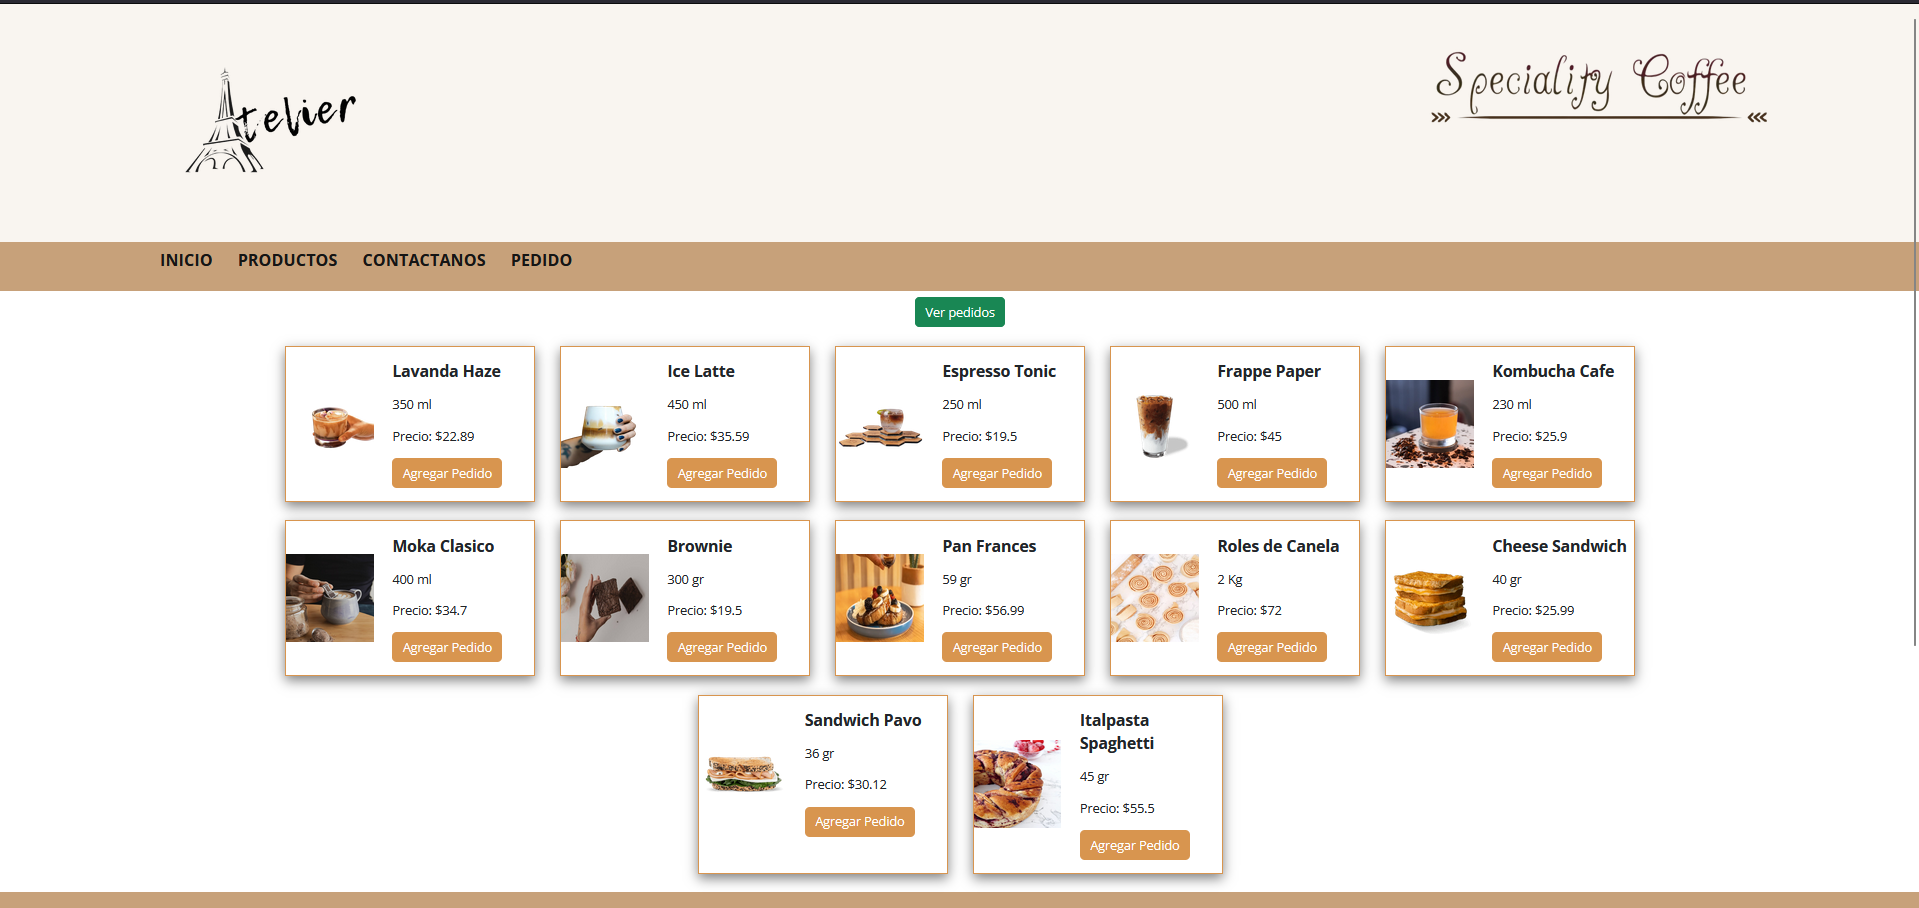 Atelier
Speciality Coffee
INICIO PRODUCTOS CONTACTANOS PEDIDO
Ver pedidos
Lavanda Haze
350 ml
Precio: $22.89
Agregar Pedido
Ice Latte
450 ml
Precio: $35.59
Agregar Pedido
Espresso Tonic
250 ml
Precio: $19.5
Agregar Pedido
Frappe Paper
500 ml
Precio: $45
Agregar Pedido
Kombucha Cafe
230 ml
Precio: $25.9
Agregar Pedido
Moka Clasico
400 ml
Precio: $34.7
Agregar Pedido
Brownie
300 gr
Precio: $19.5
Agregar Pedido
Pan Frances
59 gr
Precio: $56.99
Agregar Pedido
Roles de Canela
2 Kg
Precio: $72
Agregar Pedido
Cheese Sandwich
40 gr
Precio: $25.99
Agregar Pedido
Sandwich Pavo
36 gr
Precio: $30.12
Agregar Pedido
Italpasta
Spaghetti
45 gr
Precio: $55.5
Agregar Pedido